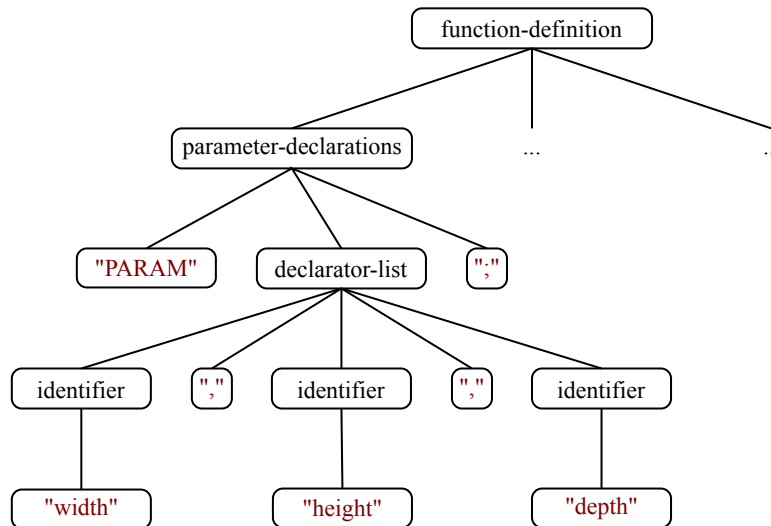 function-definition
parameter-declarations
...
..
"PARAM"
declarator-list
";"
identifier
","
identifier
","
identifier
"width"
"height"
"depth"